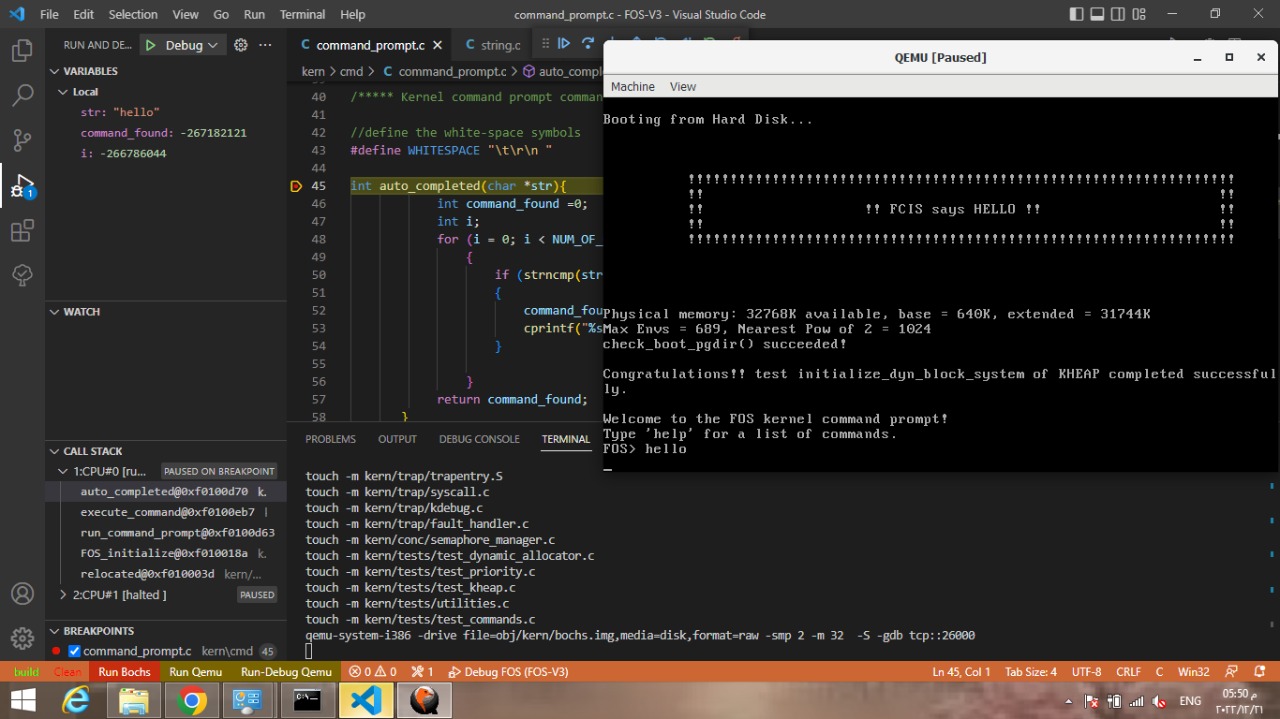 File Edit Selection View Go Run Terminal Help
command_prompt.c - FOS-V3 - Visual Studio Code
RUN AND DE...
Debug
command_prompt.c
string.c
kern > cmd > command_prompt.c > auto_compl
VARIABLES
Local
str: "hello"
command_found: -267182121
i: -266786044
WATCH
CALL STACK
1:CPU#0 [ru... PAUSED ON BREAKPOINT
auto_completed@0xf0100d70 k.
execute_command@0xf0100eb7
run_command_prompt@0xf0100d63
FOS_initialize@0xf010018a k.
relocated@0xf010003d kern/...
2:CPU#1 [halted ] PAUSED
BREAKPOINTS
command_prompt.c kern\cmd 45
1
40 /***** Kernel command prompt comman
41
42 //define the white-space symbols
43 #define WHITESPACE "\t\r\n "
44
45 int auto_completed(char *str){
46 int command_found =0;
47 int i;
48 for (i = 0; i < NUM_OF_
49 {
50 if (strncmp(str
51 {
52 command_fou
53 cprintf("%s
54 }
55
56 }
57 return command_found;
58 }
PROBLEMS OUTPUT DEBUG CONSOLE TERMINAL
touch -m kern/trap/trapentry.S
touch -m kern/trap/syscall.c
touch -m kern/trap/kdebug.c
touch -m kern/trap/fault_handler.c
touch -m kern/conc/semaphore_manager.c
touch -m kern/tests/test_dynamic_allocator.c
touch -m kern/tests/test_priority.c
touch -m kern/tests/test_kheap.c
touch -m kern/tests/utilities.c
touch -m kern/tests/test_commands.c
qemu-system-i386 -drive file=obj/kern/bochs.img,media=disk,format=raw -smp 2 -m 32  -S -gdb tcp::26000
QEMU [Paused]
Machine View
Booting from Hard Disk...
!!!!!!!!!!!!!!!!!!!!!!!!!!!!!!!!!!!!!!!!!!!!!!!!!!!!!!!!!!!!!!!!
!! !!
!! !! FCIS says HELLO !! !!
!! !!
!!!!!!!!!!!!!!!!!!!!!!!!!!!!!!!!!!!!!!!!!!!!!!!!!!!!!!!!!!!!!!!!
Physical memory: 32768K available, base = 640K, extended = 31744K
Max Envs = 689, Nearest Pow of 2 = 1024
check_boot_pgdir() succeeded!
Congratulations!! test initialize_dyn_block_system of KHEAP completed successful
ly.
Welcome to the FOS kernel command prompt!
Type 'help' for a list of commands.
FOS> hello
build Clean Run Bochs Run Qemu Run-Debug Qemu 0 0 1 Debug FOS (FOS-V3) Ln 45, Col 1 Tab Size: 4 UTF-8 CRLF C Win32
ENG
05:50 م
٢٠٢٢/١٢/٢١